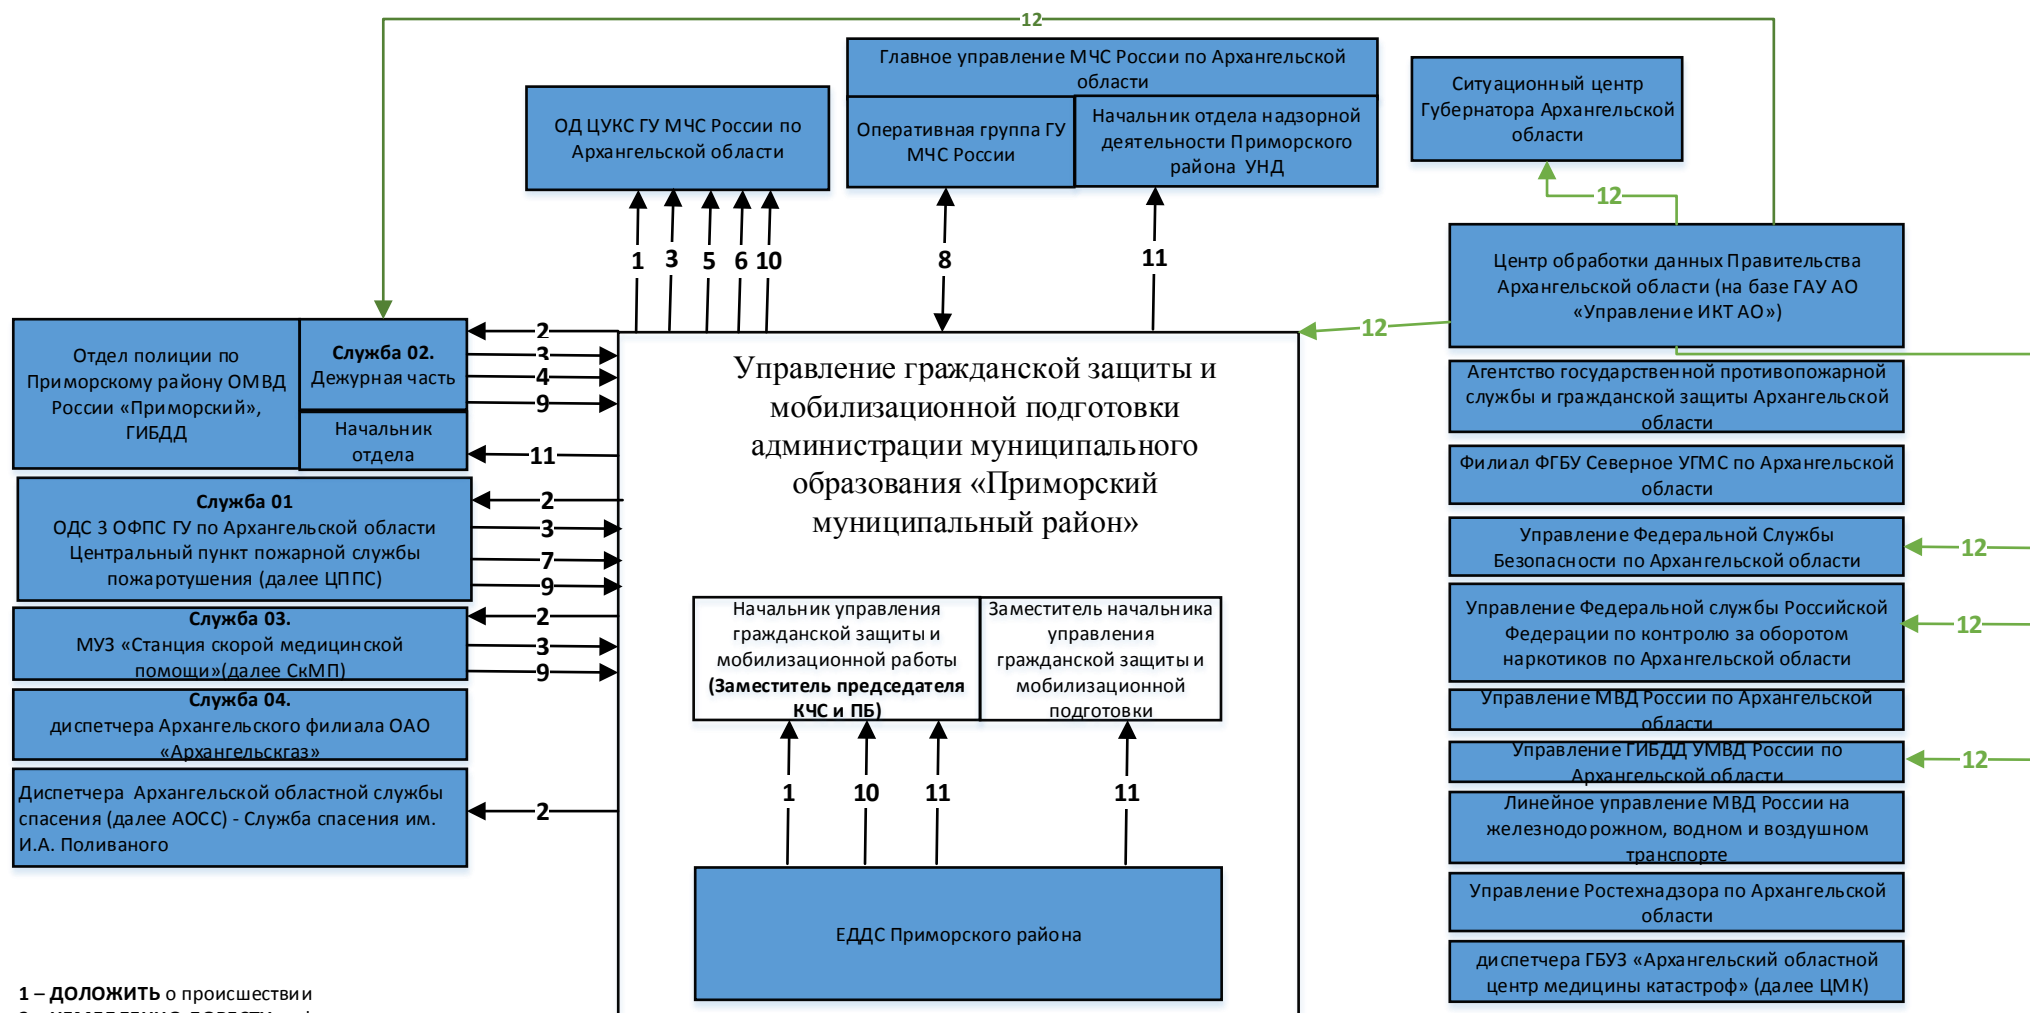 12
Главное управление МЧС России по Архангельской
области
Оперативная группа ГУ
МЧС России
Начальник отдела надзорной
деятельности Приморского
района УНД
ОД ЦУКС ГУ МЧС России по
Архангельской области
Ситуационный центр
Губернатора Архангельской
области
12
1
3
5
6
10
8
11
Центр обработки данных Правительства
Архангельской области (на базе ГАУ АО
«Управление ИКТ АО»)
12
Отдел полиции по
Приморскому району ОМВД
России «Приморский»,
ГИБДД
Служба 02.
Дежурная часть
Начальник
отдела
2
3
4
9
11
Служба 01
ОДС 3 ОФПС ГУ по Архангельской области
Центральный пункт пожарной службы
пожаротушения (далее ЦППС)
2
3
7
9
Служба 03.
МУЗ «Станция скорой медицинской
помощи»(далее СкМП)
2
3
9
Служба 04.
диспетчера Архангельского филиала ОАО
«Архангельскгаз»
Диспетчера Архангельской областной службы
спасения (далее АОСС) - Служба спасения им.
И.А. Поливаного
2
Управление гражданской защиты и
мобилизационной подготовки
администрации муниципального
образования «Приморский
муниципальный район»
Начальник управления
гражданской защиты и
мобилизационной работы
(Заместитель председателя
КЧС и ПБ)
Заместитель начальника
управления
гражданской защиты и
мобилизационной
подготовки
1
10
11
11
ЕДДС Приморского района
Агентство государственной противопожарной
службы и гражданской защиты Архангельской
области
Филиал ФГБУ Северное УГМС по Архангельской
области
Управление Федеральной Службы
Безопасности по Архангельской области
12
Управление Федеральной службы Российской
Федерации по контролю за оборотом
наркотиков по Архангельской области
12
Управление МВД России по Архангельской
области
Управление ГИБДД УМВД России по
Архангельской области
12
Линейное управление МВД России на
железнодорожном, водном и воздушном
транспорте
Управление Ростехнадзора по Архангельской
области
диспетчера ГБУЗ «Архангельский областной
центр медицины катастроф» (далее ЦМК)
1 – ДОЛОЖИТЬ о происшествии